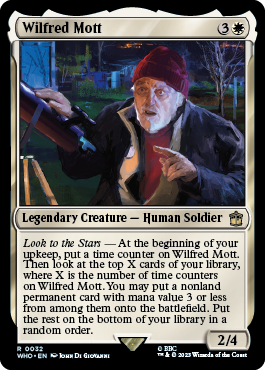 Wilfred Mott 3
Legendary Creature — Human Soldier
Look to the Stars — At the beginning of your
upkeep, put a time counter on Wilfred Mott.
Then look at the top X cards of your library,
where X is the number of time counters
on Wilfred Mott. You may put a nonland
permanent card with mana value 3 or less
from among them onto the battlefield. Put
the rest on the bottom of your library in a
random order.
2/4
R 0032
WHO • EN John Di Giovanni
© BBC
™ & © 2023 Wizards of the Coast